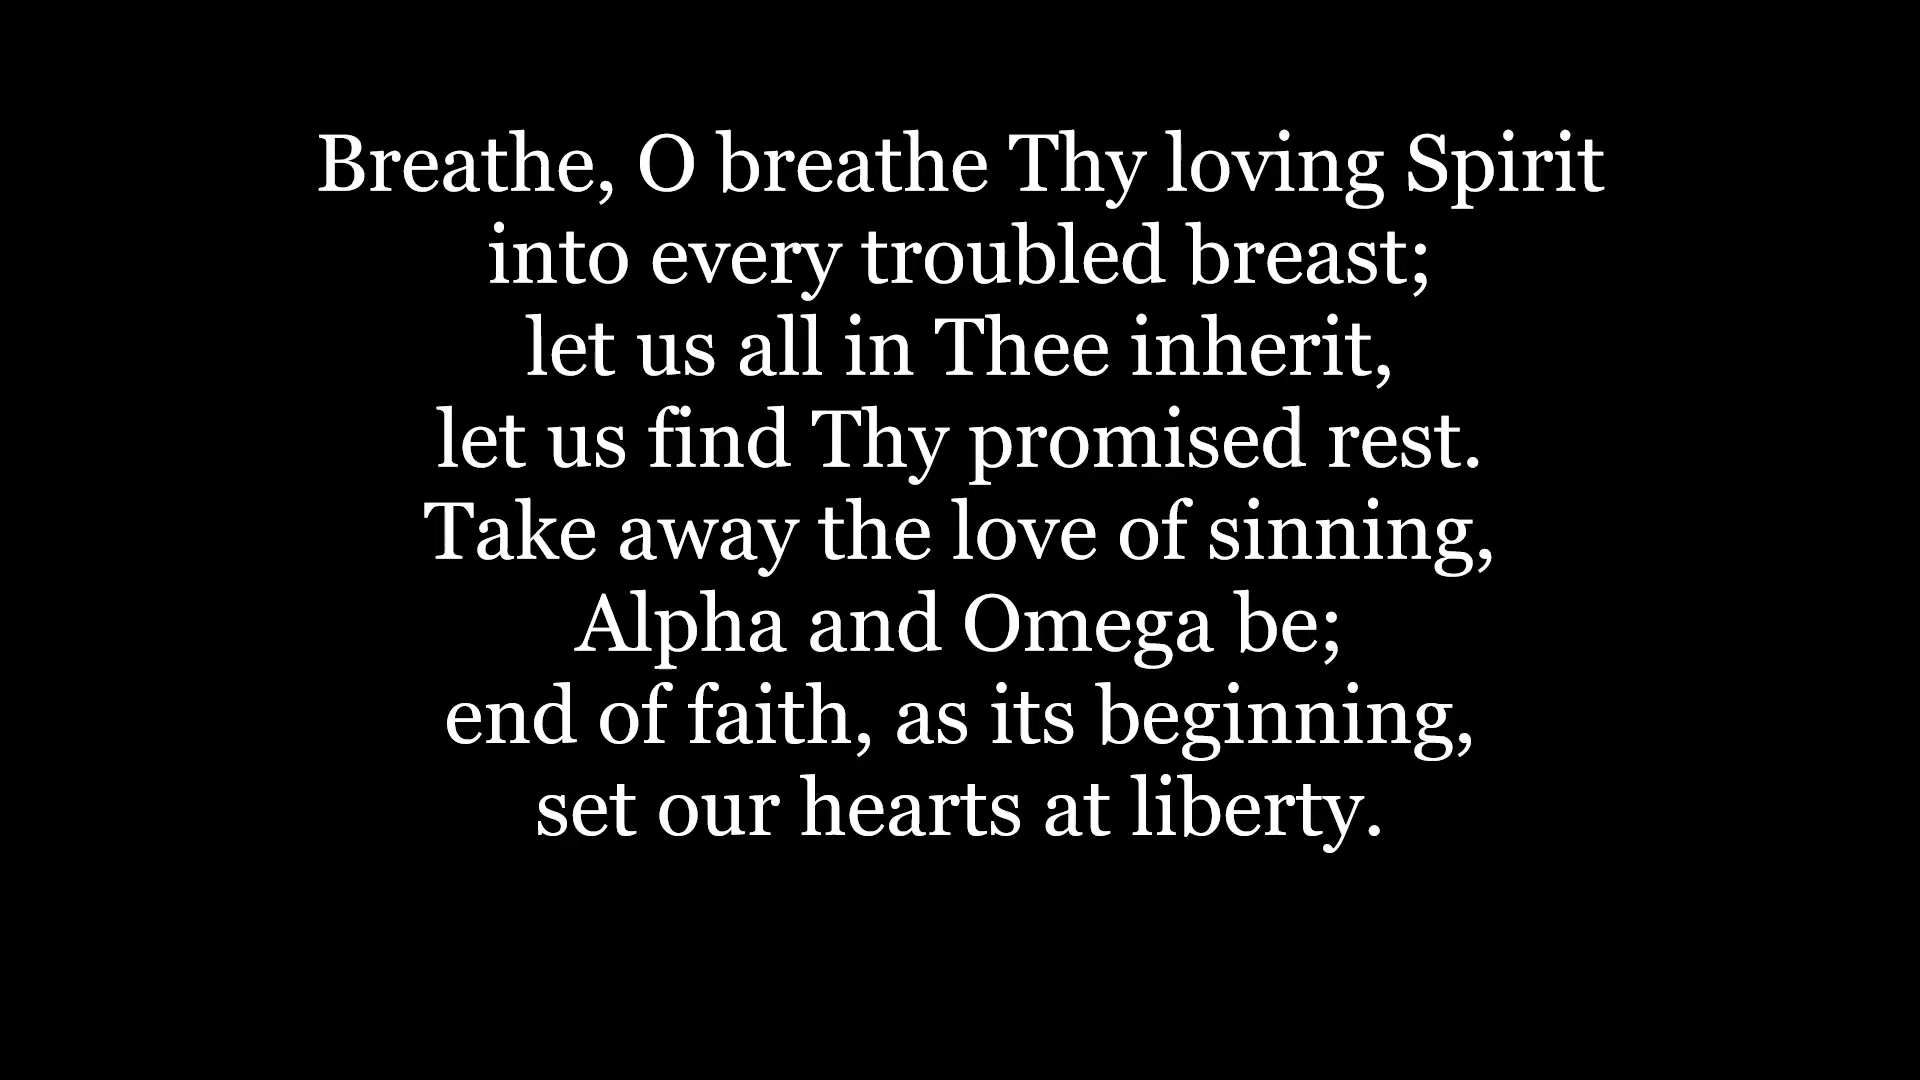 Breathe, O breathe Thy loving Spirit
into every troubled breast;
let us all in Thee inherit,
let us find Thy promised rest.
Take away the love of sinning,
Alpha and Omega be;
end of faith, as its beginning,
set our hearts at liberty.